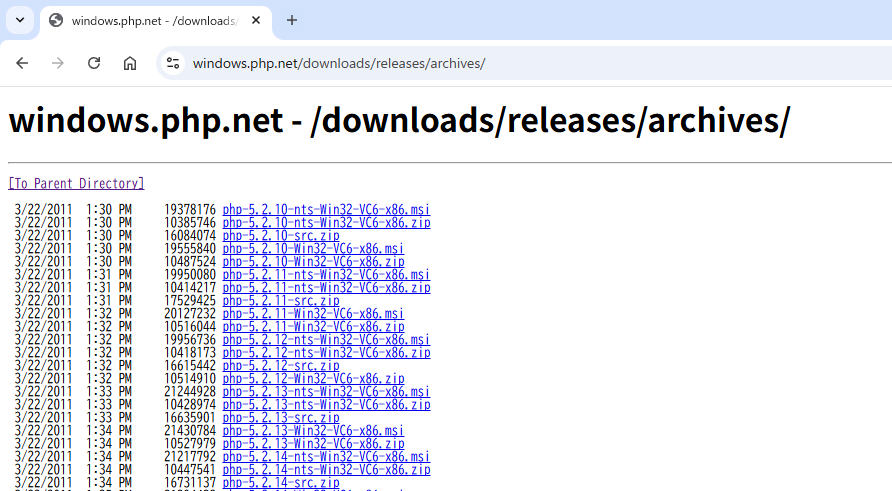 windows.php.net - /downloads/
windows.php.net/downloads/releases/archives/
windows.php.net - /downloads/releases/archives/
[To Parent Directory]
3/22/2011 1:30 PM 19378176 php-5.2.10-nts-Win32-VC6-x86.msi
3/22/2011 1:30 PM 10385746 php-5.2.10-nts-Win32-VC6-x86.zip
3/22/2011 1:30 PM 16084074 php-5.2.10-src.zip
3/22/2011 1:30 PM 19555840 php-5.2.10-Win32-VC6-x86.msi
3/22/2011 1:30 PM 10487524 php-5.2.10-Win32-VC6-x86.zip
3/22/2011 1:31 PM 19950080 php-5.2.11-nts-Win32-VC6-x86.msi
3/22/2011 1:31 PM 10414217 php-5.2.11-nts-Win32-VC6-x86.zip
3/22/2011 1:31 PM 17529425 php-5.2.11-src.zip
3/22/2011 1:32 PM 20127232 php-5.2.11-Win32-VC6-x86.msi
3/22/2011 1:32 PM 10516044 php-5.2.11-Win32-VC6-x86.zip
3/22/2011 1:32 PM 19956736 php-5.2.12-nts-Win32-VC6-x86.msi
3/22/2011 1:32 PM 10418173 php-5.2.12-nts-Win32-VC6-x86.zip
3/22/2011 1:32 PM 16615442 php-5.2.12-src.zip
3/22/2011 1:32 PM 10514910 php-5.2.12-Win32-VC6-x86.zip
3/22/2011 1:33 PM 21244928 php-5.2.13-nts-Win32-VC6-x86.msi
3/22/2011 1:33 PM 10428974 php-5.2.13-nts-Win32-VC6-x86.zip
3/22/2011 1:33 PM 16635901 php-5.2.13-src.zip
3/22/2011 1:34 PM 21430784 php-5.2.13-Win32-VC6-x86.msi
3/22/2011 1:34 PM 10527979 php-5.2.13-Win32-VC6-x86.zip
3/22/2011 1:34 PM 21217792 php-5.2.14-nts-Win32-VC6-x86.msi
3/22/2011 1:34 PM 10447541 php-5.2.14-nts-Win32-VC6-x86.zip
3/22/2011 1:34 PM 16731137 php-5.2.14-src.zip